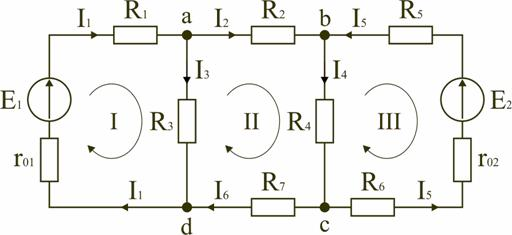 I₁ R₁ a I₂ R₂ b I₅ R₅
I₃ I₄
E₁ I R₃ II R₄ III E₂
r₀₁ r₀₂
I₁ I₆ R₇ R₆ I₅
d c